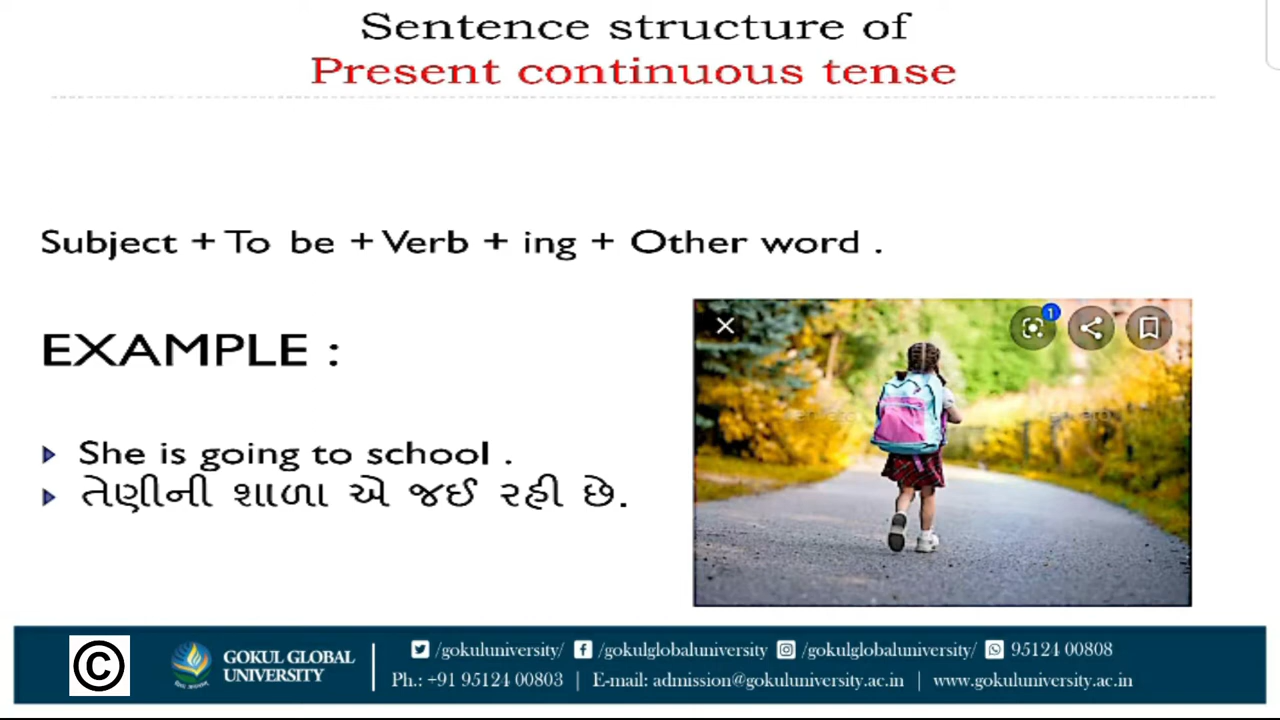 Sentence structure of
Present continuous tense
Subject + To be + Verb + ing + Other word .
EXAMPLE :
She is going to school .
તેણીની શાળા એ જઈ રહી છે.
1
©
GOKUL GLOBAL
UNIVERSITY
/gokuluniversity/ /gokulglobaluniversity /gokulglobaluniversity/ 95124 00808
Ph.: +91 95124 00803 | E-mail: admission@gokuluniversity.ac.in | www.gokuluniversity.ac.in